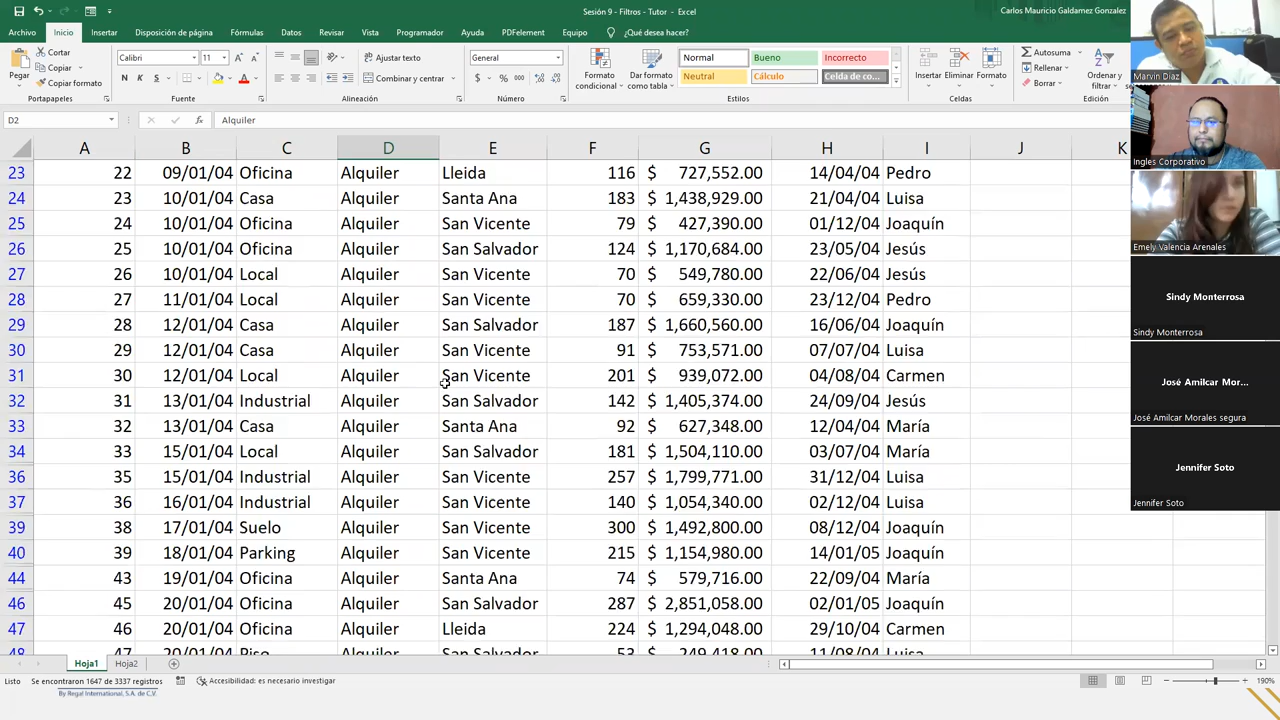 Sesión 9 - Filtros - Tutor - Excel
Carlos Mauricio Galdamez Gonzalez
Archivo Inicio Insertar Disposición de página Fórmulas Datos Revisar Vista Programador Ayuda PDFelement Equipo ¿Qué desea hacer?
Pegar Cortar Copiar Copiar formato Portapapeles
Calibri 11 N K S Fuente
Ajustar texto Combinar y centrar Alineación
General $ % Número
Formato condicional Dar formato como tabla
Normal Bueno Incorrecto
Neutral Cálculo Celda de co...
Estilos
Insertar Eliminar Formato Celdas
Autosuma Rellenar Borrar Ordenar y filtrar Edición
D2 fx Alquiler
A B C D E F G H I J K
23 22 09/01/04 Oficina Alquiler Lleida 116 $ 727,552.00 14/04/04 Pedro
24 23 10/01/04 Casa Alquiler Santa Ana 183 $ 1,438,929.00 21/04/04 Luisa
25 24 10/01/04 Oficina Alquiler San Vicente 79 $ 427,390.00 01/12/04 Joaquín
26 25 10/01/04 Oficina Alquiler San Salvador 124 $ 1,170,684.00 23/05/04 Jesús
27 26 10/01/04 Local Alquiler San Vicente 70 $ 549,780.00 22/06/04 Jesús
28 27 11/01/04 Local Alquiler San Vicente 70 $ 659,330.00 23/12/04 Pedro
29 28 12/01/04 Casa Alquiler San Salvador 187 $ 1,660,560.00 16/06/04 Joaquín
30 29 12/01/04 Casa Alquiler San Vicente 91 $ 753,571.00 07/07/04 Luisa
31 30 12/01/04 Local Alquiler San Vicente 201 $ 939,072.00 04/08/04 Carmen
32 31 13/01/04 Industrial Alquiler San Salvador 142 $ 1,405,374.00 24/09/04 Jesús
33 32 13/01/04 Casa Alquiler Santa Ana 92 $ 627,348.00 12/04/04 María
34 33 15/01/04 Local Alquiler San Salvador 181 $ 1,504,110.00 03/07/04 María
36 35 15/01/04 Industrial Alquiler San Vicente 257 $ 1,799,771.00 31/12/04 Luisa
37 36 16/01/04 Industrial Alquiler San Vicente 140 $ 1,054,340.00 02/12/04 Luisa
39 38 17/01/04 Suelo Alquiler San Vicente 300 $ 1,492,800.00 08/12/04 Joaquín
40 39 18/01/04 Parking Alquiler San Vicente 215 $ 1,154,980.00 14/01/05 Joaquín
44 43 19/01/04 Oficina Alquiler Santa Ana 74 $ 579,716.00 22/09/04 María
46 45 20/01/04 Oficina Alquiler San Salvador 287 $ 2,851,058.00 02/01/05 Joaquín
47 46 20/01/04 Oficina Alquiler Lleida 224 $ 1,294,048.00 29/10/04 Carmen
48 47 20/01/04 Piso Alquiler San Salvador 53 $ 249,418.00 11/08/04 Luisa
Hoja1 Hoja2
Listo Se encontraron 1647 de 3337 registros Accesibilidad: es necesario investigar 190%
By Regal International, S.A. de C.V.
Marvin Diaz
Ingles Corporativo
Emely Valencia Arenales
Sindy Monterrosa
Sindy Monterrosa
José Amilcar Mor...
José Amilcar Morales segura
Jennifer Soto
Jennifer Soto